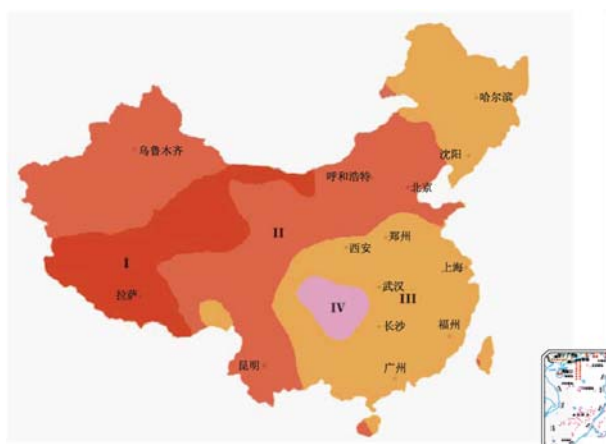 哈尔滨
乌鲁木齐
沈阳
呼和浩特
北京
II
郑州
西安
I
上海
拉萨
武汉
III
IV
长沙
福州
昆明
广州